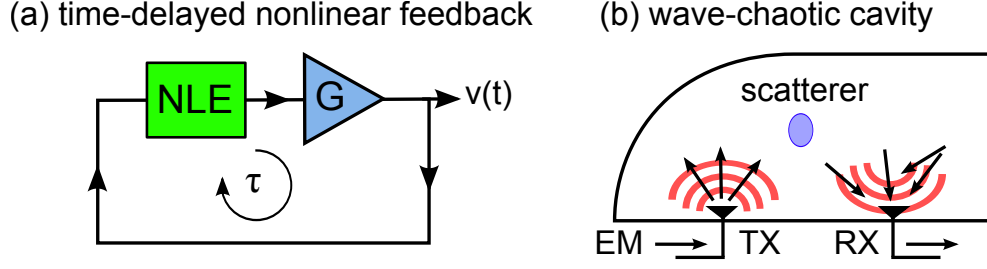 (a) time-delayed nonlinear feedback
NLE
G
v(t)
τ
(b) wave-chaotic cavity
scatterer
EM
TX
RX